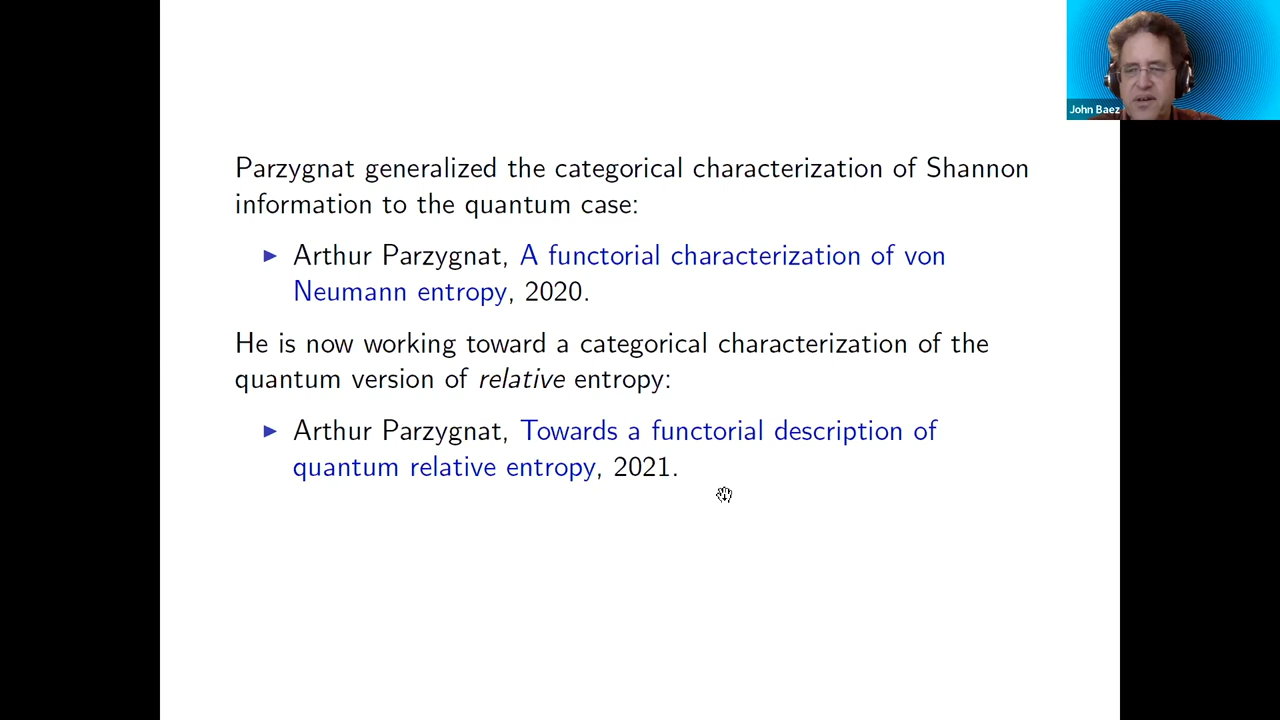 John Baez
Parzygnat generalized the categorical characterization of Shannon
information to the quantum case:
▶ Arthur Parzygnat, A functorial characterization of von
Neumann entropy, 2020.
He is now working toward a categorical characterization of the
quantum version of relative entropy:
▶ Arthur Parzygnat, Towards a functorial description of
quantum relative entropy, 2021.